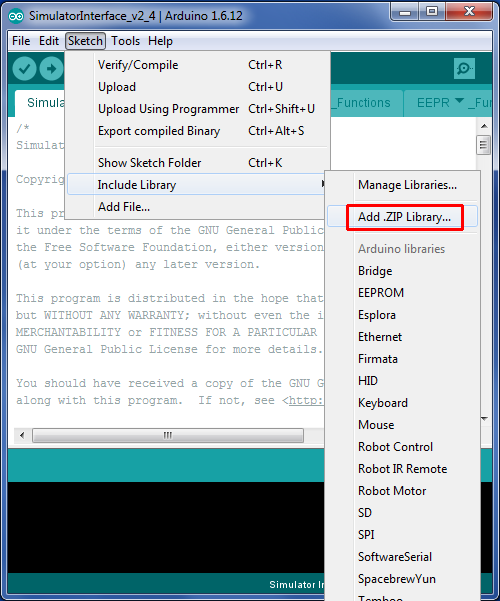 SimulatorInterface_v2_4 | Arduino 1.6.12
File Edit Sketch Tools Help
Verify/Compile Ctrl+R
Upload Ctrl+U
Upload Using Programmer Ctrl+Shift+U
Export compiled Binary Ctrl+Alt+S
Show Sketch Folder Ctrl+K
Include Library
Add File...
Manage Libraries...
Add .ZIP Library...
Arduino libraries
Bridge
EEPROM
Esplora
Ethernet
Firmata
HID
Keyboard
Mouse
Robot Control
Robot IR Remote
Robot Motor
SD
SPI
SoftwareSerial
SpacebrewYun
Temboo
Simula _Functions EEPR _Fun
/*
Simulat
Copyrig
This pr
it under the terms of the GNU General Public
the Free Software Foundation, either version
(at your option) any later version.
This program is distributed in the hope that
but WITHOUT ANY WARRANTY; without even the i
MERCHANTABILITY or FITNESS FOR A PARTICULAR
GNU General Public License for more details.
You should have received a copy of the GNU G
along with this program. If not, see <http:
Simulator In